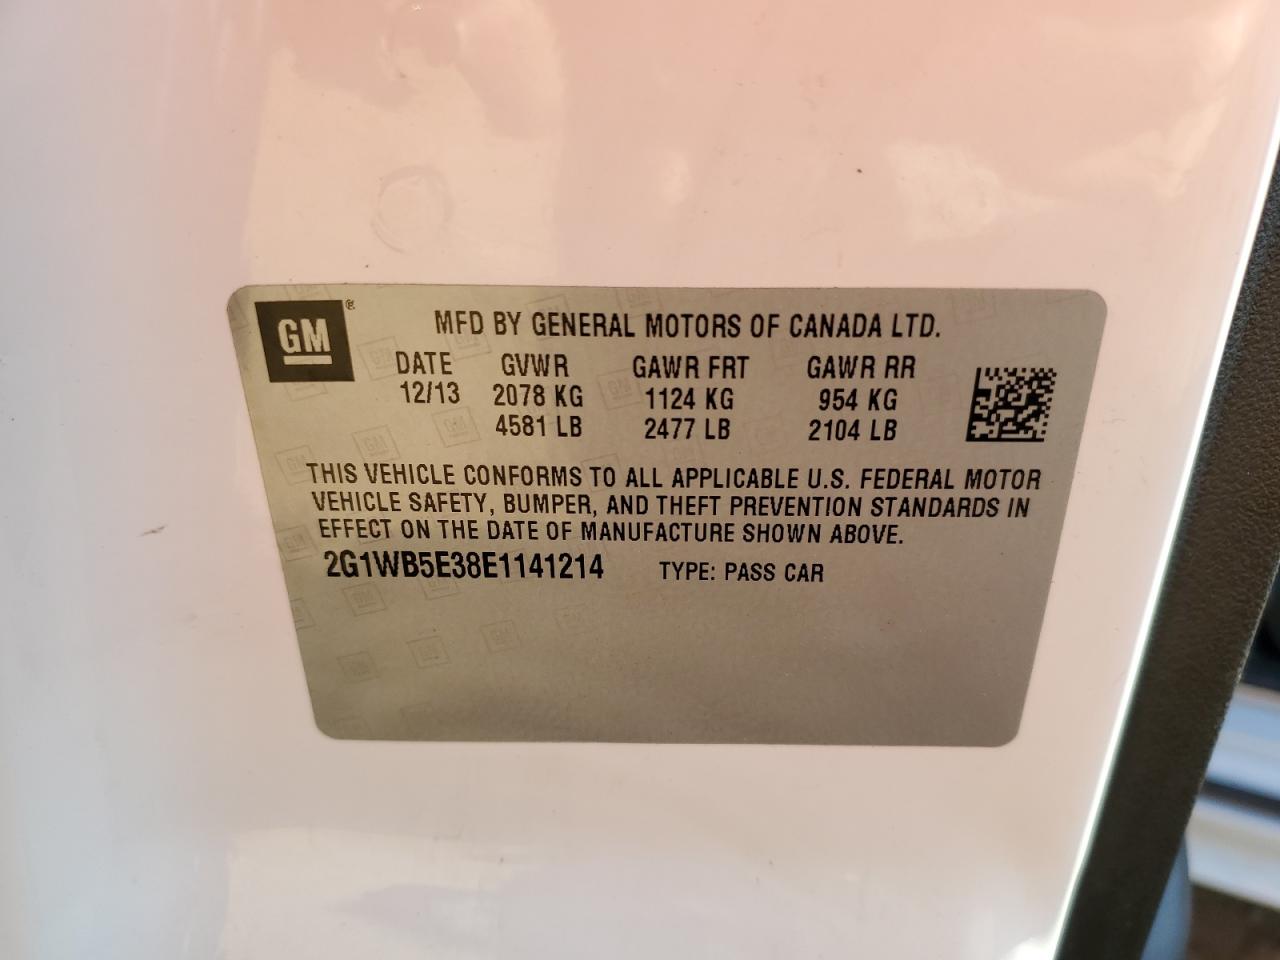 GM®
MFD BY GENERAL MOTORS OF CANADA LTD.
DATE GVWR GAWR FRT GAWR RR
12/13 2078 KG 1124 KG 954 KG
4581 LB 2477 LB 2104 LB
THIS VEHICLE CONFORMS TO ALL APPLICABLE U.S. FEDERAL MOTOR
VEHICLE SAFETY, BUMPER, AND THEFT PREVENTION STANDARDS IN
EFFECT ON THE DATE OF MANUFACTURE SHOWN ABOVE.
2G1WB5E38E1141214 TYPE: PASS CAR